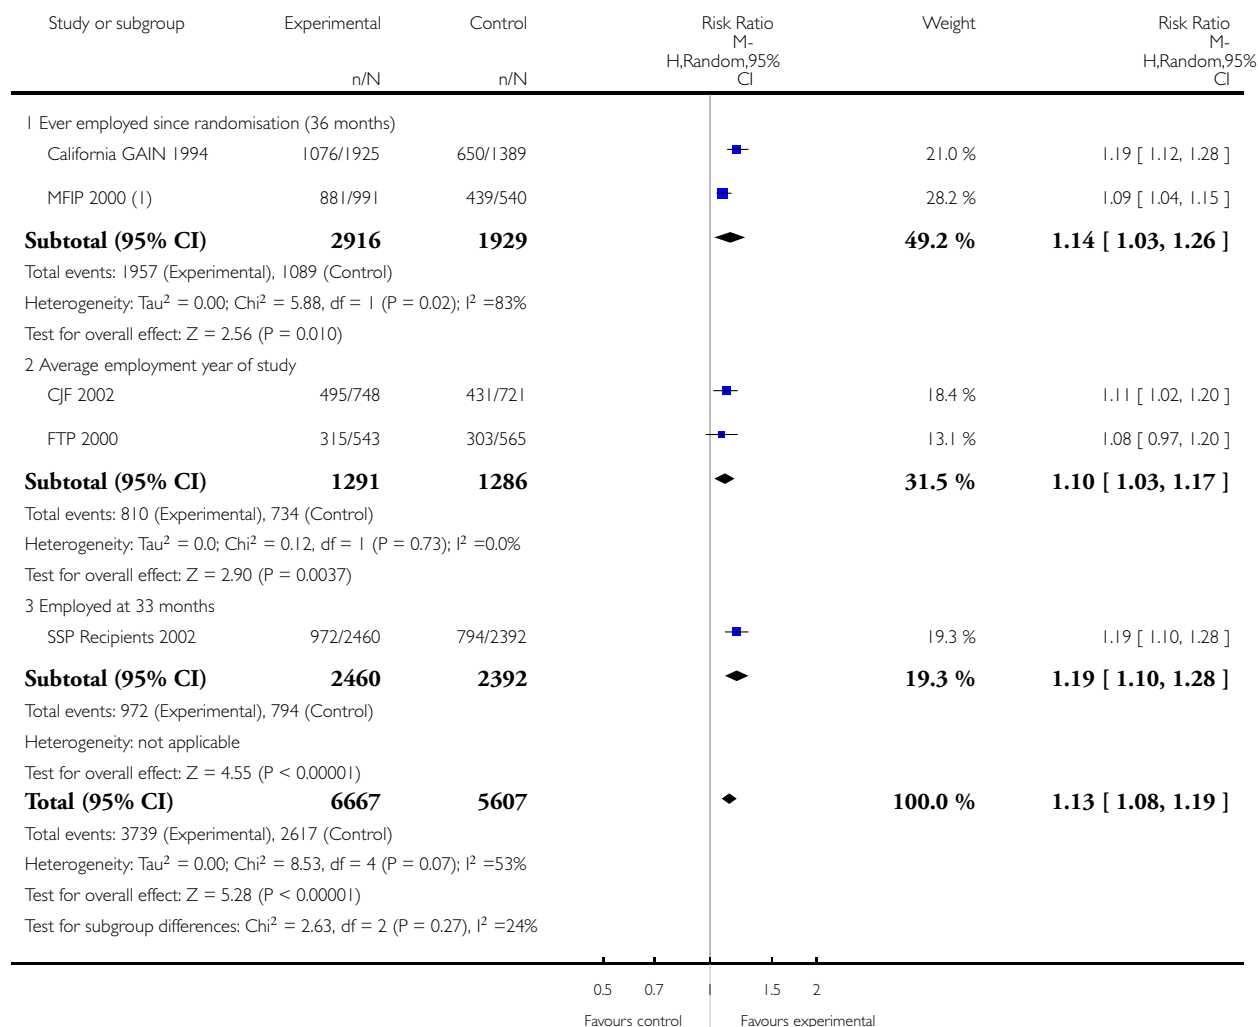 Study or subgroup Experimental Control Risk Ratio Weight Risk Ratio
M- M-
H,Random,95% H,Random,95%
n/N n/N CI CI
1 Ever employed since randomisation (36 months)
California GAIN 1994 1076/1925 650/1389 21.0 % 1.19 [ 1.12, 1.28 ]
MFIP 2000 (1) 881/991 439/540 28.2 % 1.09 [ 1.04, 1.15 ]
Subtotal (95% CI) 2916 1929 49.2 % 1.14 [ 1.03, 1.26 ]
Total events: 1957 (Experimental), 1089 (Control)
Heterogeneity: Tau² = 0.00; Chi² = 5.88, df = 1 (P = 0.02); I² =83%
Test for overall effect: Z = 2.56 (P = 0.010)
2 Average employment year of study
CJF 2002 495/748 431/721 18.4 % 1.11 [ 1.02, 1.20 ]
FTP 2000 315/543 303/565 13.1 % 1.08 [ 0.97, 1.20 ]
Subtotal (95% CI) 1291 1286 31.5 % 1.10 [ 1.03, 1.17 ]
Total events: 810 (Experimental), 734 (Control)
Heterogeneity: Tau² = 0.0; Chi² = 0.12, df = 1 (P = 0.73); I² =0.0%
Test for overall effect: Z = 2.90 (P = 0.0037)
3 Employed at 33 months
SSP Recipients 2002 972/2460 794/2392 19.3 % 1.19 [ 1.10, 1.28 ]
Subtotal (95% CI) 2460 2392 19.3 % 1.19 [ 1.10, 1.28 ]
Total events: 972 (Experimental), 794 (Control)
Heterogeneity: not applicable
Test for overall effect: Z = 4.55 (P < 0.00001)
Total (95% CI) 6667 5607 100.0 % 1.13 [ 1.08, 1.19 ]
Total events: 3739 (Experimental), 2617 (Control)
Heterogeneity: Tau² = 0.00; Chi² = 8.53, df = 4 (P = 0.07); I² =53%
Test for overall effect: Z = 5.28 (P < 0.00001)
Test for subgroup differences: Chi² = 2.63, df = 2 (P = 0.27), I² =24%
0.5 0.7 1 1.5 2
Favours control Favours experimental